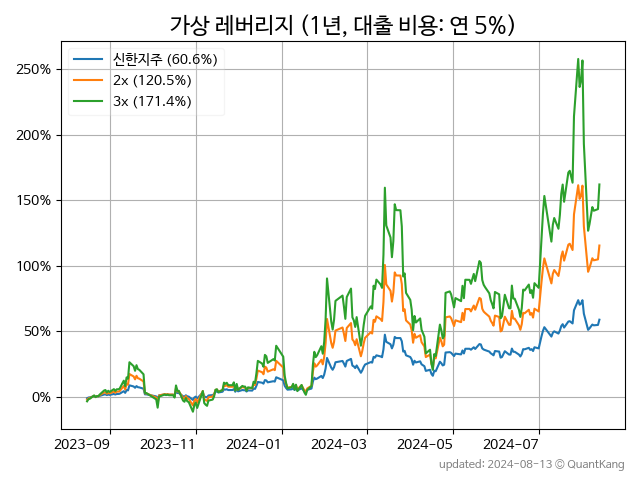 가상 레버리지 (1년, 대출 비용: 연 5%)
신한지주 (60.6%)
2x (120.5%)
3x (171.4%)
250%
200%
150%
100%
50%
0%
2023-09 2023-11 2024-01 2024-03 2024-05 2024-07
updated: 2024-08-13 © QuantKang